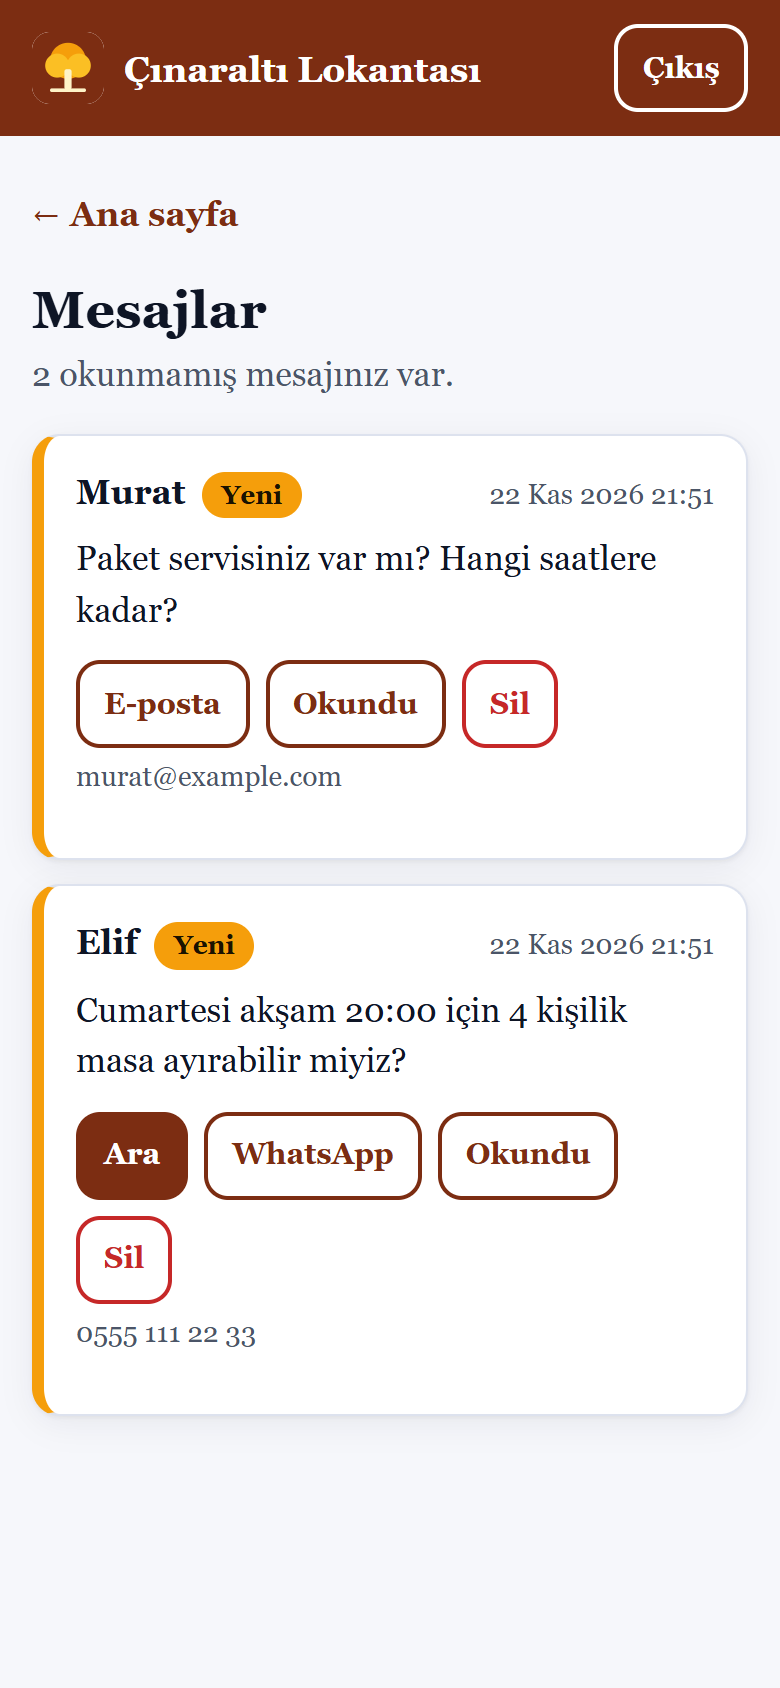 Çınaraltı Lokantası
Çıkış
← Ana sayfa
Mesajlar
2 okunmamış mesajınız var.
Murat Yeni 22 Kas 2026 21:51
Paket servisiniz var mı? Hangi saatlere
kadar?
E-posta Okundu Sil
murat@example.com
Elif Yeni 22 Kas 2026 21:51
Cumartesi akşam 20:00 için 4 kişilik
masa ayırabilir miyiz?
Ara WhatsApp Okundu
Sil
0555 111 22 33